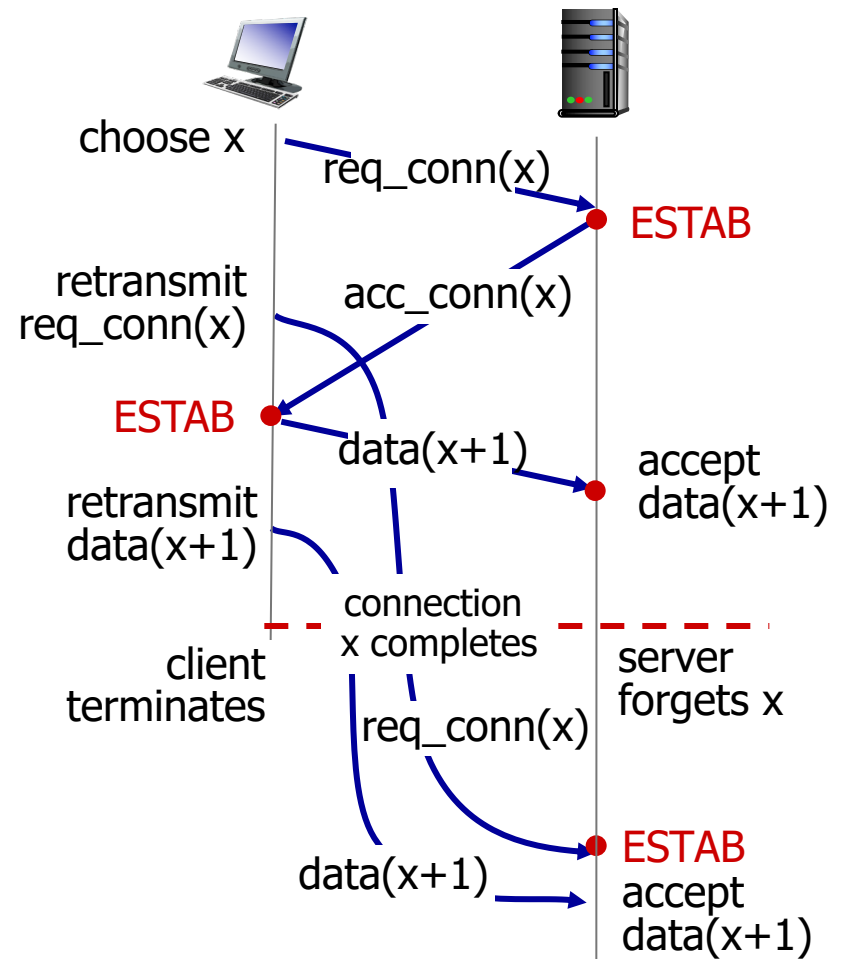 choose x
req_conn(x)
ESTAB
retransmit
req_conn(x)
acc_conn(x)
ESTAB
data(x+1)
accept
data(x+1)
retransmit
data(x+1)
connection
x completes
client
terminates
server
forgets x
req_conn(x)
ESTAB
data(x+1)
accept
data(x+1)